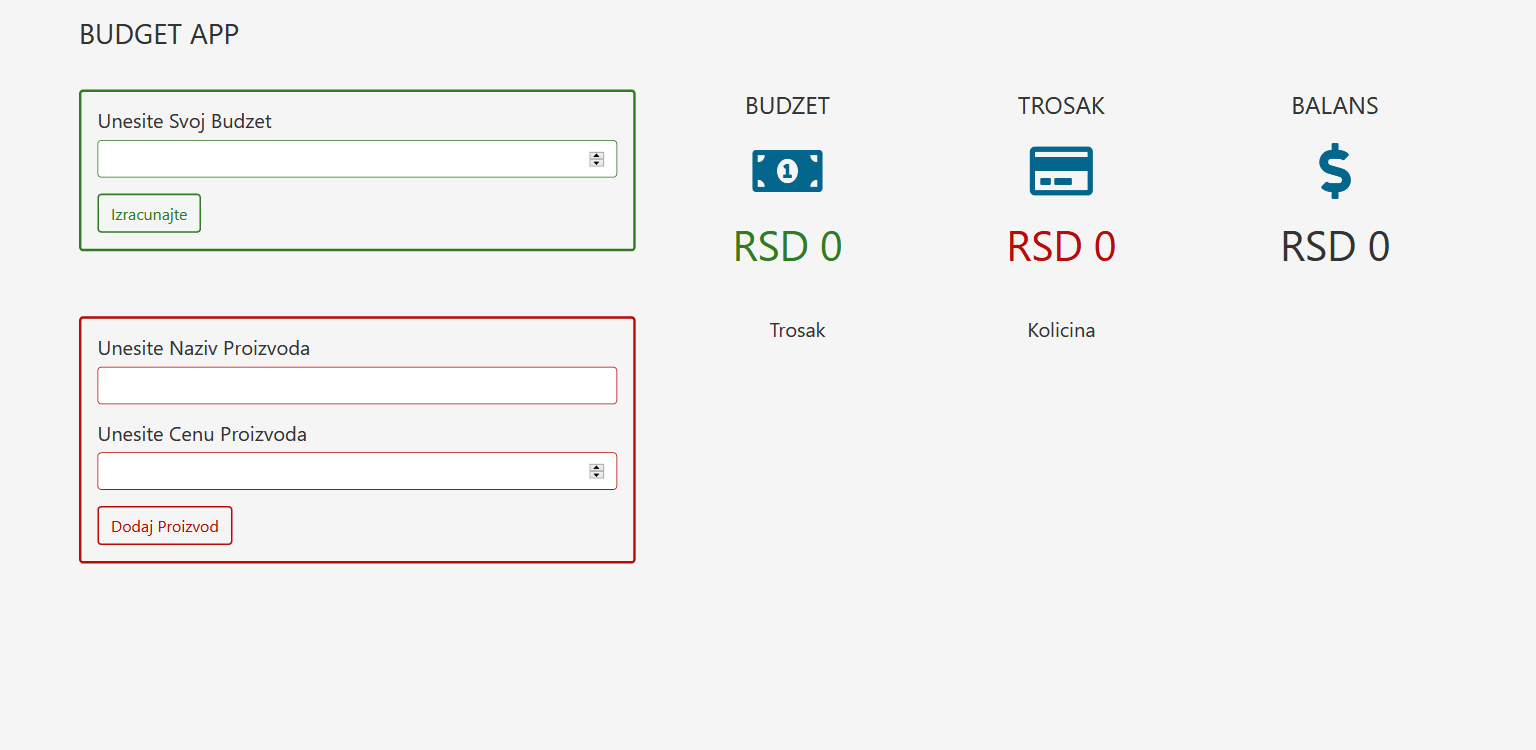 BUDGET APP
Unesite Svoj Budzet
Izracunajte
BUDZET
TROSAK
BALANS
1
RSD 0
RSD 0
RSD 0
Unesite Naziv Proizvoda
Unesite Cenu Proizvoda
Dodaj Proizvod
Trosak
Kolicina